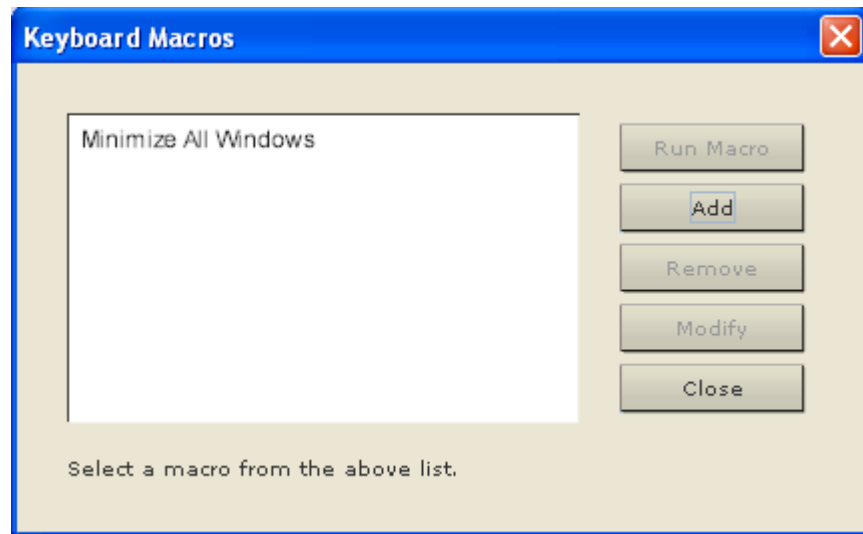 Keyboard Macros
Minimize All Windows
Run Macro
Add
Remove
Modify
Close
Select a macro from the above list.